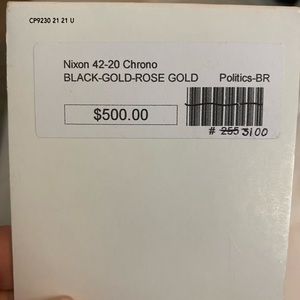 CP9230 21 21 U
Nixon 42-20 Chrono
BLACK-GOLD-ROSE GOLD Politics-BR
$500.00
# 255 3100